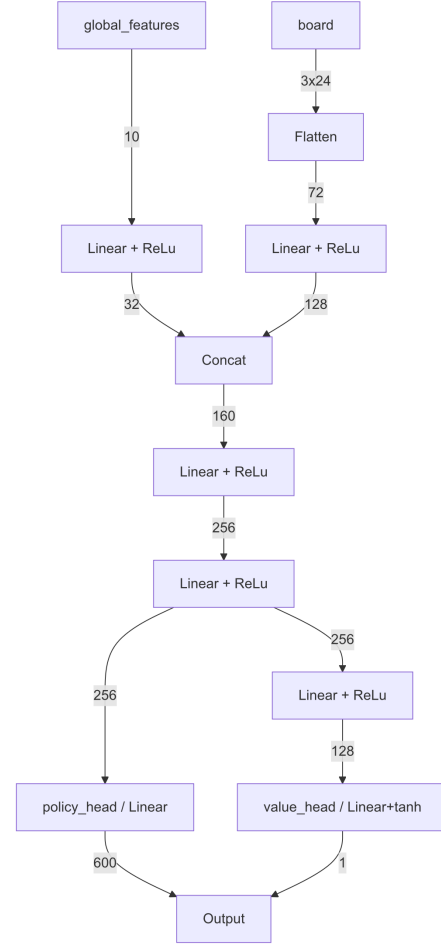 global_features
board
3x24
10
Flatten
72
Linear + ReLu
Linear + ReLu
32
128
Concat
160
Linear + ReLu
256
Linear + ReLu
256
256
Linear + ReLu
128
policy_head / Linear
value_head / Linear+tanh
600
1
Output